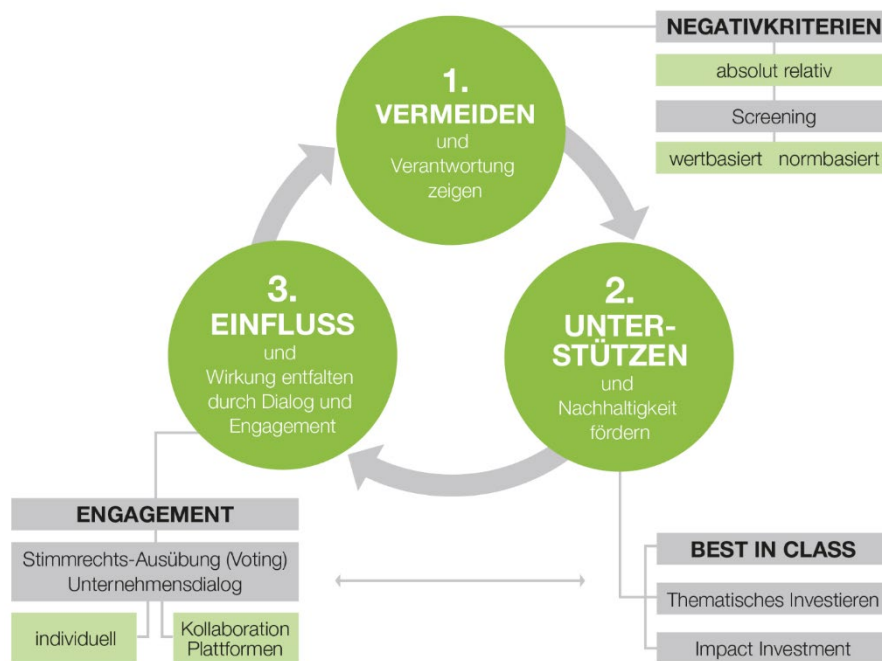 1.
VERMEIDEN
und
Verantwortung
zeigen
NEGATIVKRITERIEN
absolut relativ
Screening
wertbasiert normbasiert
2.
UNTER-
STÜTZEN
und
Nachhaltigkeit
fördern
BEST IN CLASS
Thematisches Investieren
Impact Investment
3.
EINFLUSS
und
Wirkung entfalten
durch Dialog und
Engagement
ENGAGEMENT
Stimmrechts-Ausübung (Voting)
Unternehmensdialog
individuell
Kollaboration
Plattformen